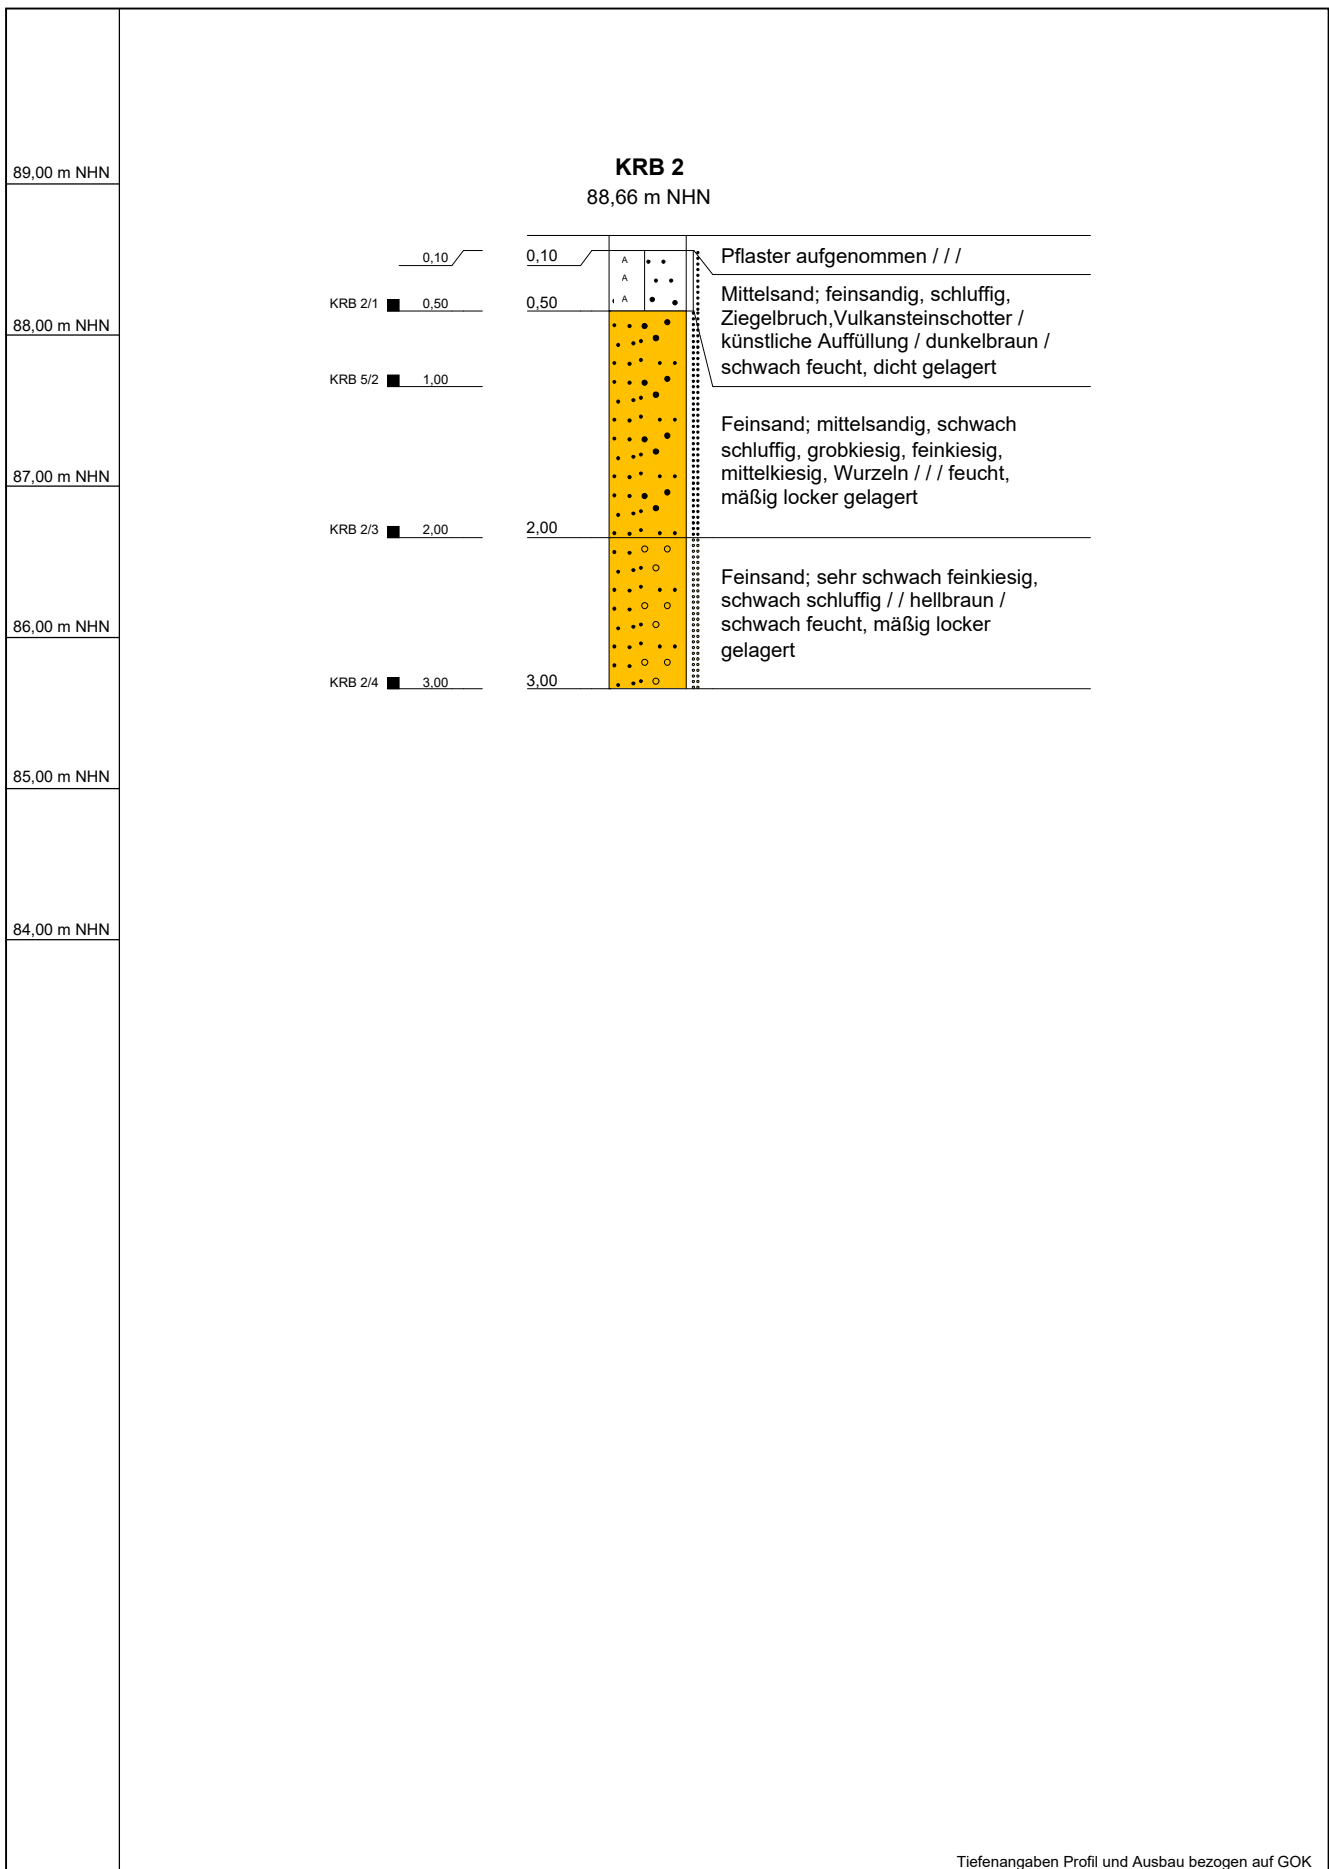 KRB 2
88,66 m NHN
89,00 m NHN
88,00 m NHN
87,00 m NHN
86,00 m NHN
85,00 m NHN
84,00 m NHN
0,10
KRB 2/1 0,50
KRB 5/2 1,00
KRB 2/3 2,00
KRB 2/4 3,00
0,10
0,50
2,00
3,00
A
A
A
Pflaster aufgenommen / / /
Mittelsand; feinsandig, schluffig,
Ziegelbruch,Vulkansteinschotter /
künstliche Auffüllung / dunkelbraun /
schwach feucht, dicht gelagert
Feinsand; mittelsandig, schwach
schluffig, grobkiesig, feinkiesig,
mittelkiesig, Wurzeln / / / feucht,
mäßig locker gelagert
Feinsand; sehr schwach feinkiesig,
schwach schluffig / / hellbraun /
schwach feucht, mäßig locker
gelagert
Tiefenangaben Profil und Ausbau bezogen auf GOK